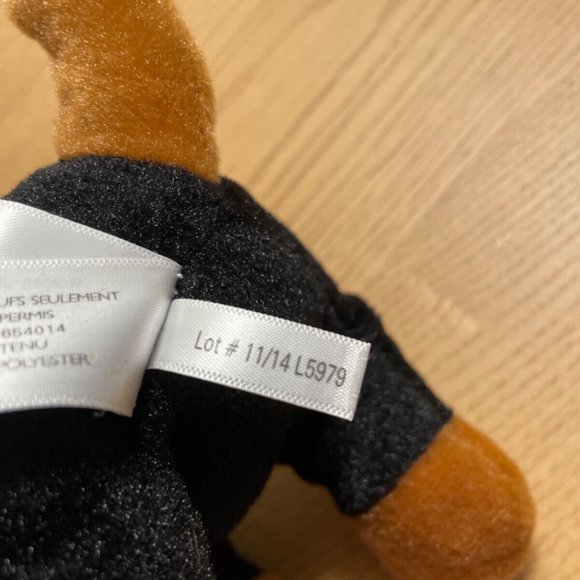 UFS SEULEMENT
PERMIS
654014
TENU
POLYESTER
Lot # 11/14 L5979